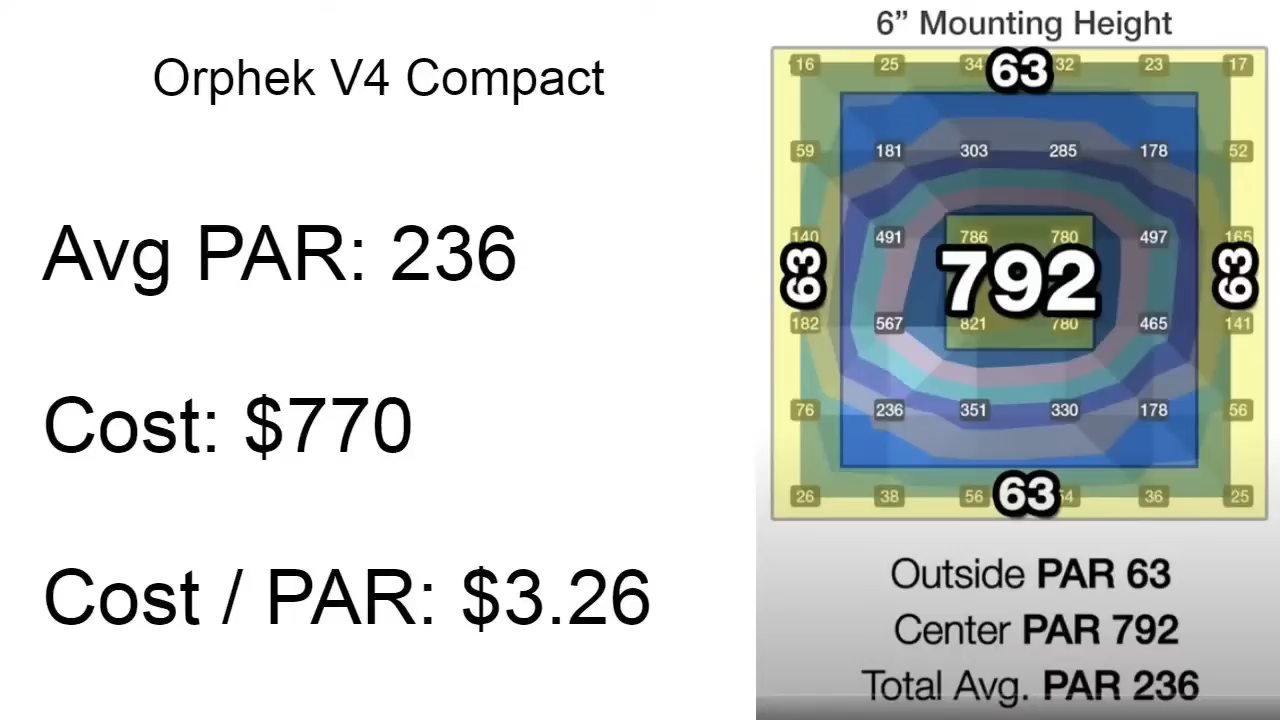 Orphek V4 Compact
Avg PAR: 236
Cost: $770
Cost / PAR: $3.26
6” Mounting Height
16 25 34 63 32 23 17
59 181 303 285 178 52
140 491 786 780 497 165
63 792 63
182 567 821 780 465 141
76 236 351 330 178 56
26 38 56 63 36 25
Outside PAR 63
Center PAR 792
Total Avg. PAR 236